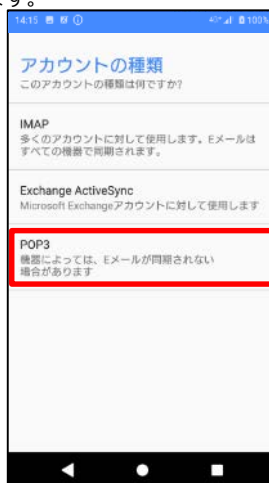 す。
14:15
4G+ 100%
アカウントの種類
このアカウントの種類は何ですか?
IMAP
多くのアカウントに対して使用します。Eメールは
すべての機器で同期されます。
Exchange ActiveSync
Microsoft Exchangeアカウントに対して使用します
POP3
機器によっては、Eメールが同期されない
場合があります